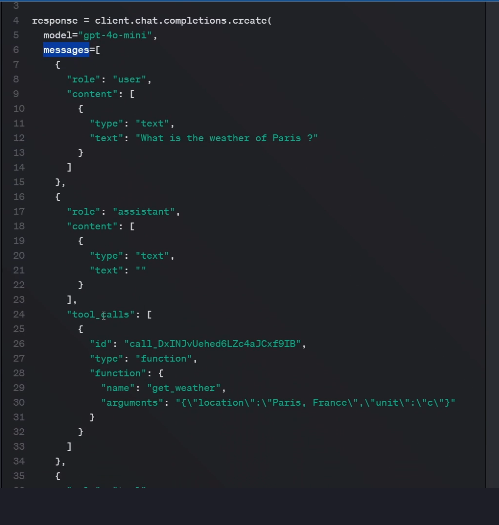 3
4 response = client.chat.completions.create(
5 model="gpt-4o-mini",
6 messages=[
7 {
8 "role": "user",
9 "content": [
10 {
11 "type": "text",
12 "text": "What is the weather of Paris ?"
13 }
14 ]
15 },
16 {
17 "role": "assistant",
18 "content": [
19 {
20 "type": "text",
21 "text": ""
22 }
23 ],
24 "tool_calls": [
25 {
26 "id": "call_DxINJvUehed6LZc4aJCxf9IB",
27 "type": "function",
28 "function": {
29 "name": "get_weather",
30 "arguments": "{\"location\":\"Paris, France\",\"unit\":\"c\"}"
31 }
32 }
33 ]
34 },
35 {